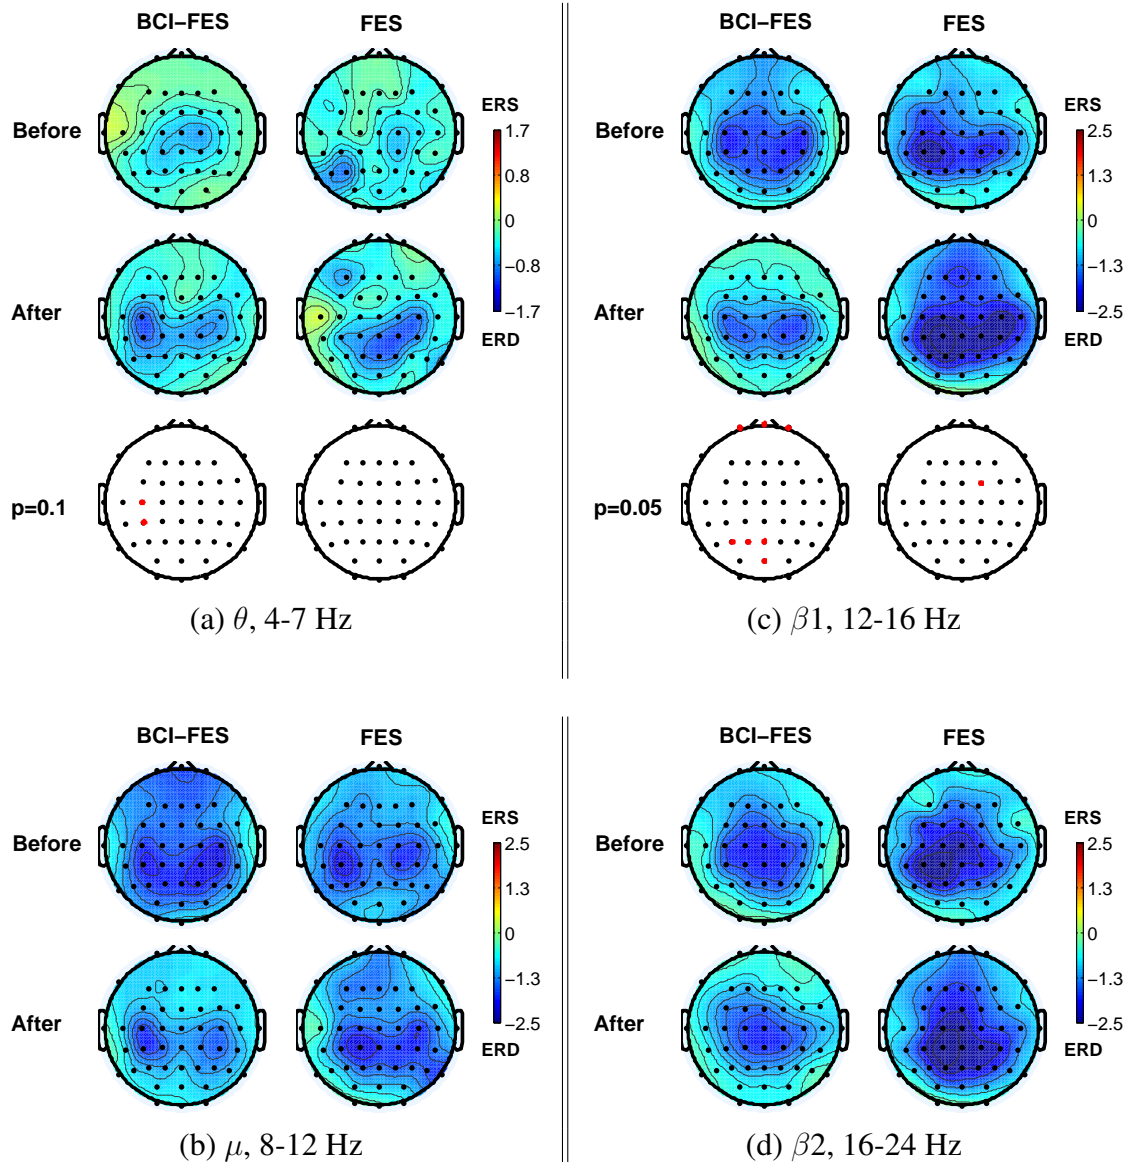 BCI–FES FES
Before
ERS
1.7
0.8
0
−0.8
−1.7
ERD
After
p=0.1
(a) θ, 4-7 Hz
BCI–FES FES
Before
ERS
2.5
1.3
0
−1.3
−2.5
ERD
After
p=0.05
(c) β1, 12-16 Hz
BCI–FES FES
Before
ERS
2.5
1.3
0
−1.3
−2.5
ERD
After
(b) μ, 8-12 Hz
BCI–FES FES
Before
ERS
2.5
1.3
0
−1.3
−2.5
ERD
After
(d) β2, 16-24 Hz